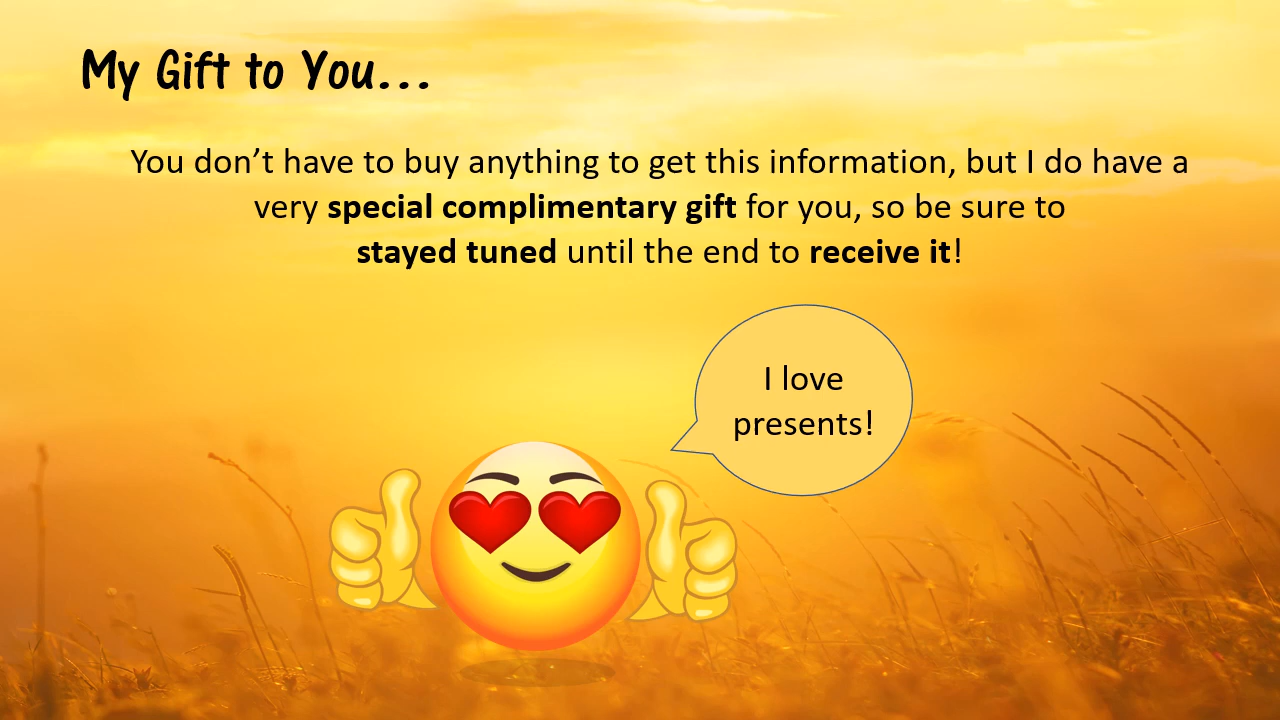 My Gift to You...
You don’t have to buy anything to get this information, but I do have a
very special complimentary gift for you, so be sure to
stayed tuned until the end to receive it!
I love
presents!